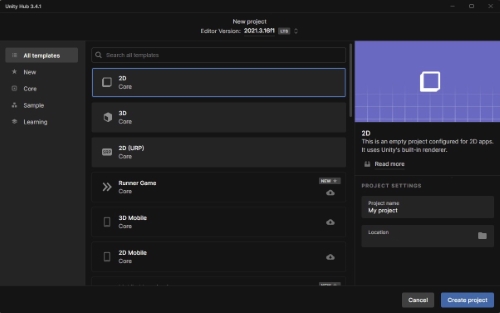 Unity Hub 3.4.1
New project
Editor Version: 2021.3.16f1 LTS
All templates
New
Core
Sample
Learning
Search all templates
2D
Core
3D
Core
2D (URP)
Core
Runner Game
Core
NEW
3D Mobile
Core
2D Mobile
Core
2D
This is an empty project configured for 2D apps.
It uses Unity's built-in renderer.
Read more
PROJECT SETTINGS
Project name
My project
Location
Cancel
Create project